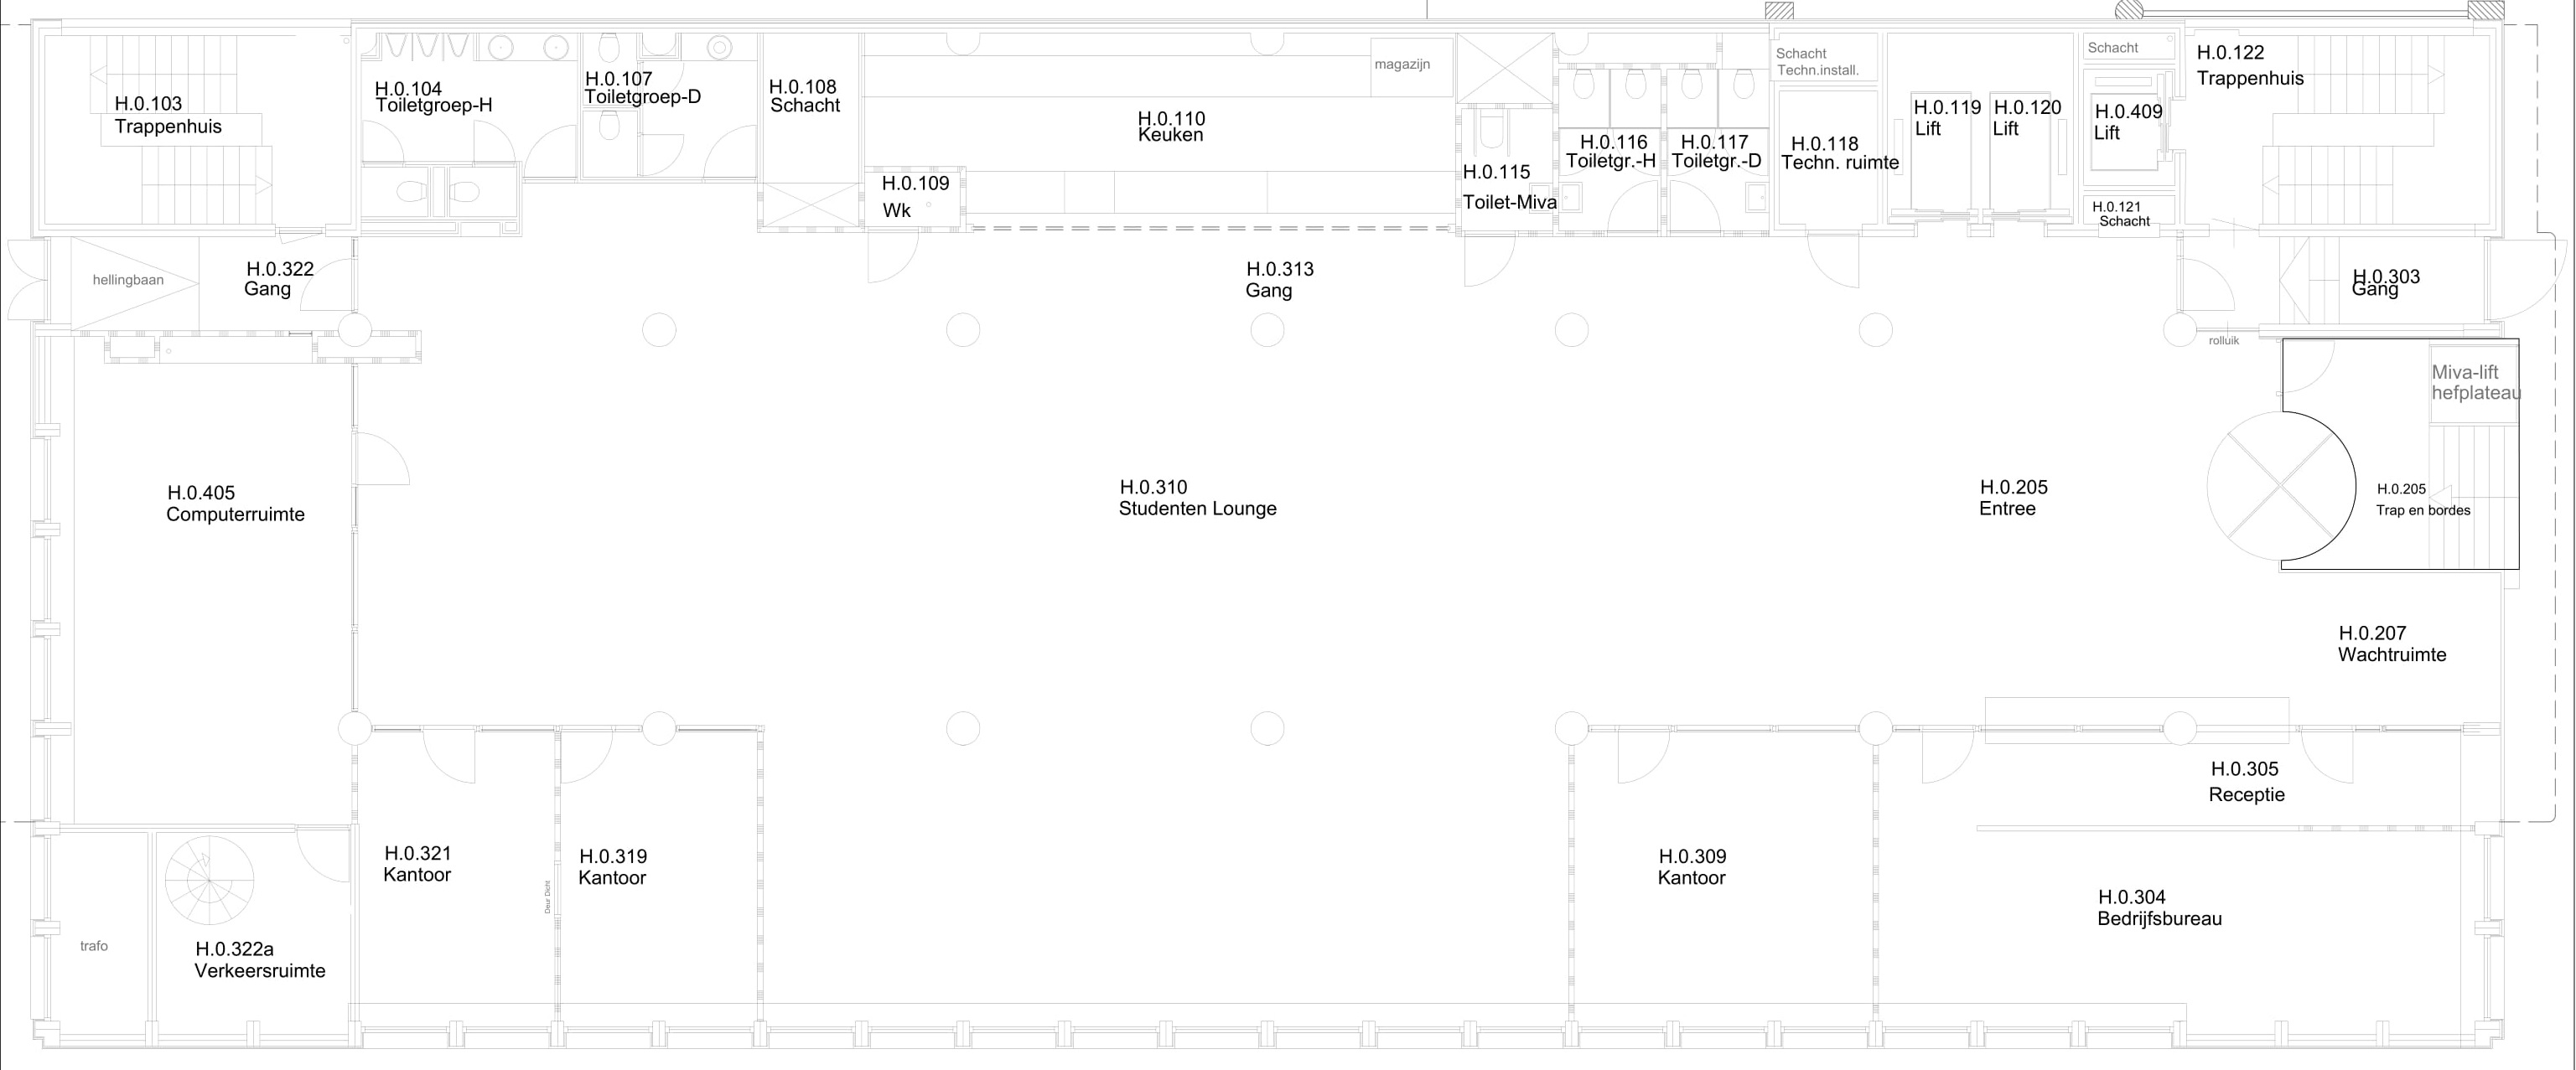 H.0.103
Trappenhuis
H.0.104
Toiletgroep-H
H.0.107
Toiletgroep-D
H.0.108
Schacht
H.0.109
Wk
H.0.110
Keuken
magazijn
H.0.115
Toilet-Miva
H.0.116
Toiletgr.-H
H.0.117
Toiletgr.-D
Schacht
Techn.install.
H.0.118
Techn. ruimte
H.0.119
Lift
H.0.120
Lift
Schacht
H.0.409
Lift
H.0.121
Schacht
H.0.122
Trappenhuis
hellingbaan
H.0.322
Gang
H.0.313
Gang
H.0.303
Gang
rolluik
Miva-lift
hefplateau
H.0.405
Computerruimte
H.0.310
Studenten Lounge
H.0.205
Entree
H.0.205
Trap en bordes
H.0.207
Wachtruimte
H.0.305
Receptie
H.0.321
Kantoor
Deur Dicht
H.0.319
Kantoor
H.0.309
Kantoor
H.0.304
Bedrijfsbureau
trafo
H.0.322a
Verkeersruimte